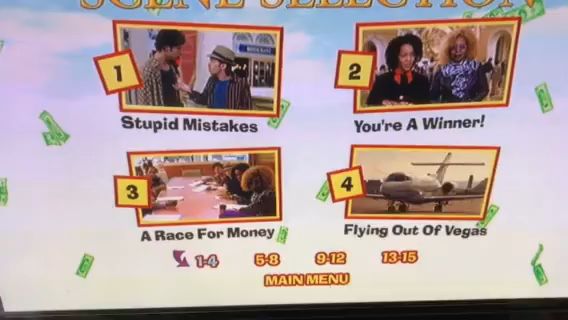 SCENE SELECTION
1
2
Stupid Mistakes
You're A Winner!
3
4
A Race For Money
Flying Out Of Vegas
1-4 5-8 9-12 13-15
MAIN MENU